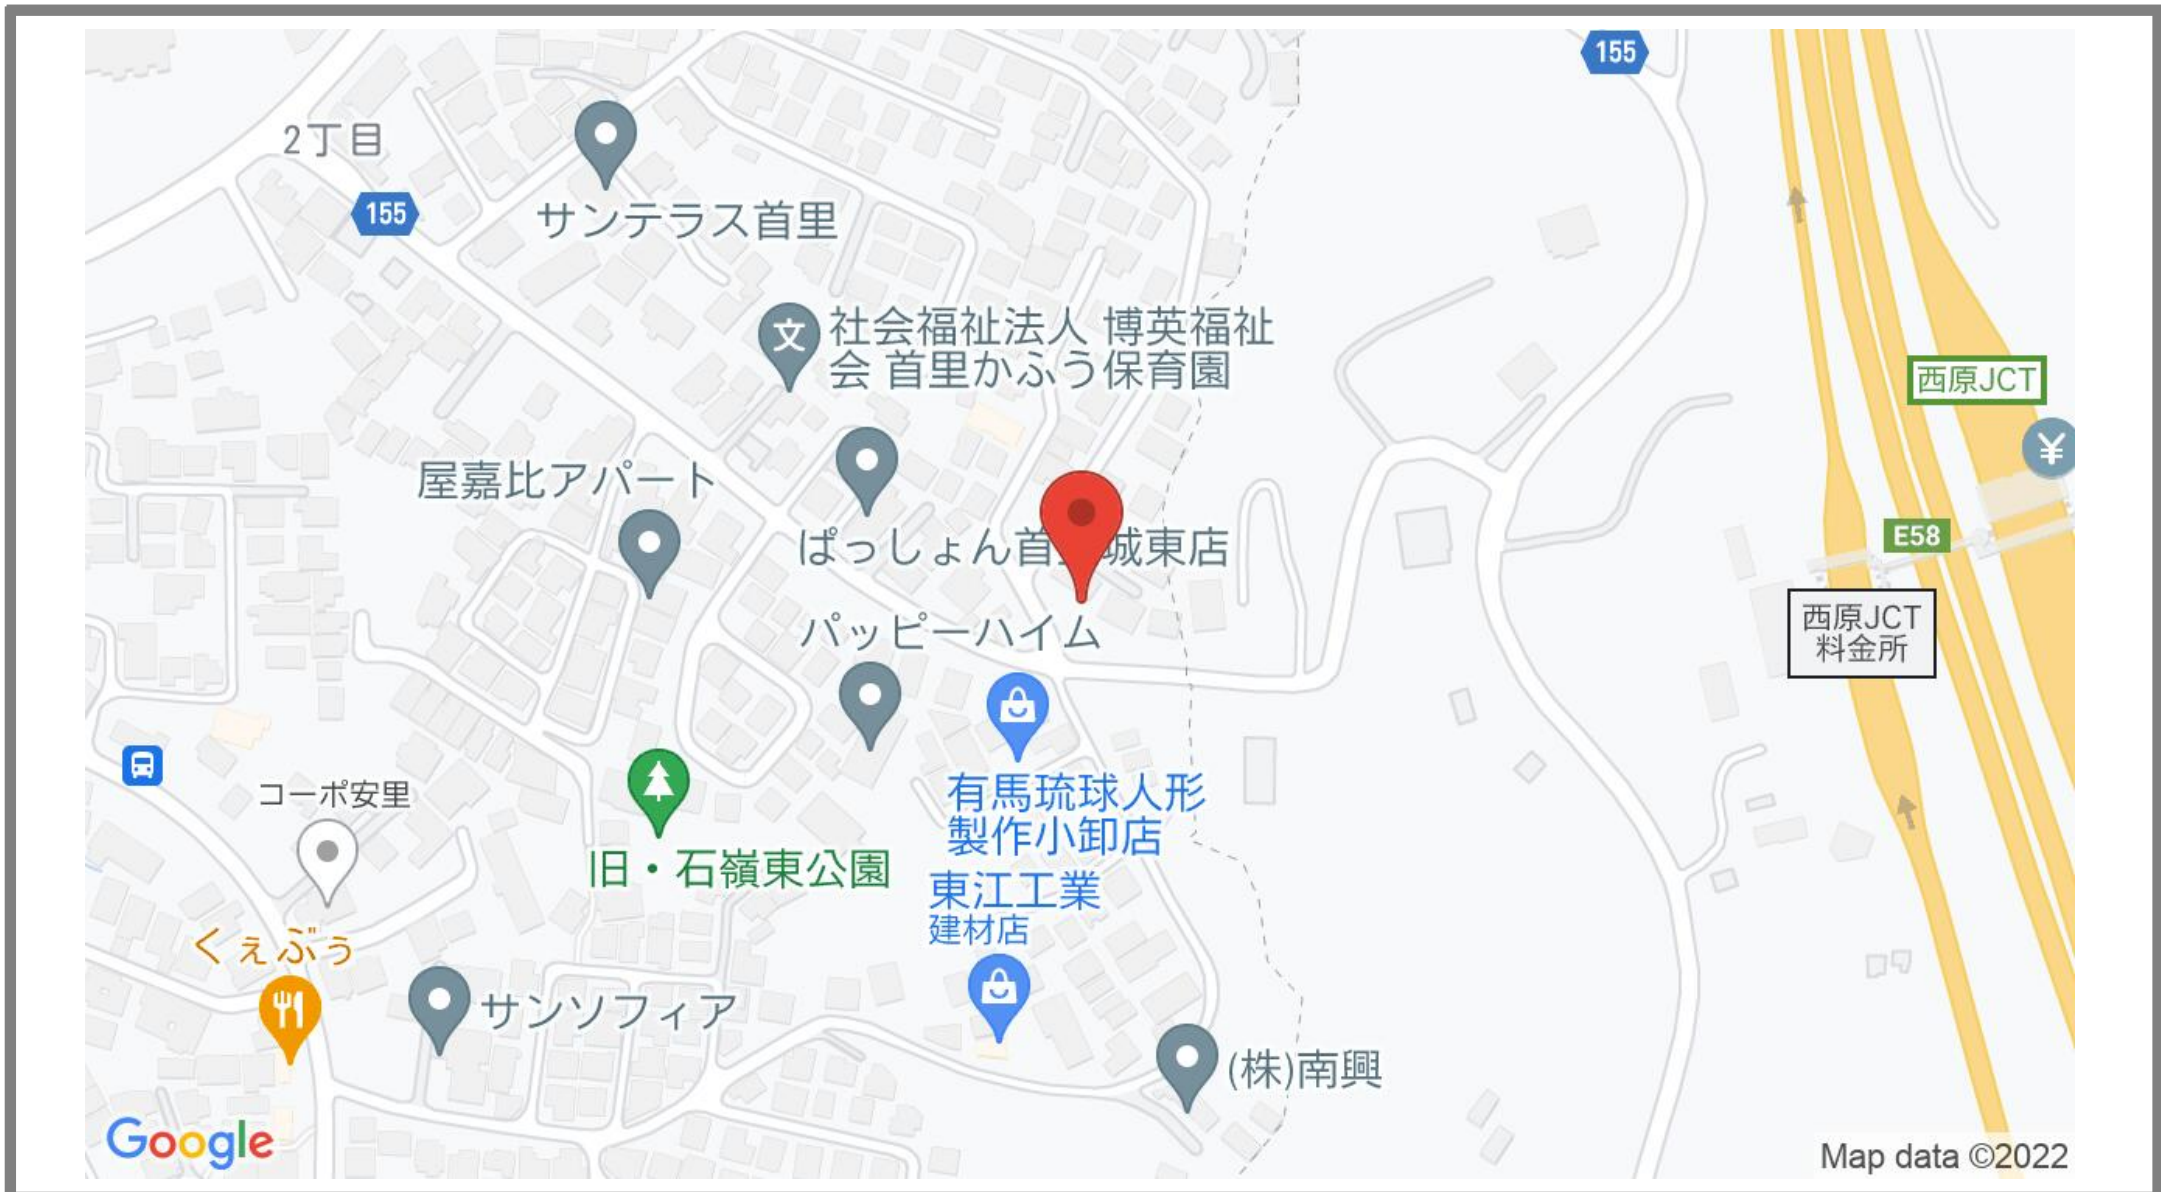 155
2丁目
155
サンテラス首里
社会福祉法人 博英福祉
会 首里かふう保育園
西原JCT
¥
屋嘉比アパート
ぱっしょん首 城東店
E58
西原JCT
料金所
パッピーハイム
有馬琉球人形
製作小卸店
コーポ安里
旧・石嶺東公園
東江工業
建材店
くぇぶぅ
サンソフィア
(株)南興
Google
Map data ©2022